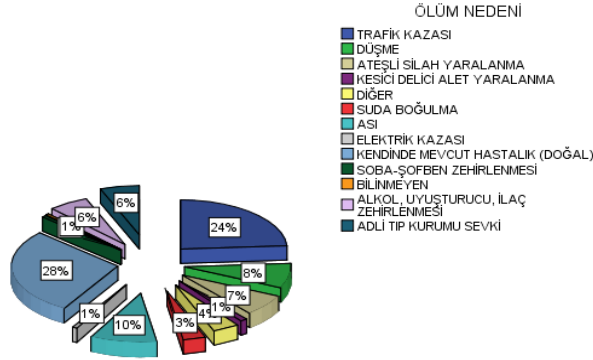 ÖLÜM NEDENİ
TRAFİK KAZASI
DÜŞME
ATEŞLİ SİLAH YARALANMA
KESİCİ DELİCİ ALET YARALANMA
DİĞER
SUDA BOĞULMA
ASI
ELEKTRİK KAZASI
KENDİNDE MEVCUT HASTALIK (DOĞAL)
SOBA-ŞOFBEN ZEHİRLENMESİ
BİLİNMEYEN
ALKOL, UYUŞTURUCU, İLAÇ
ZEHİRLENMESİ
ADLİ TIP KURUMU SEVKİ
24%
8%
7%
1%
4%
3%
10%
1%
28%
1%
6%
6%